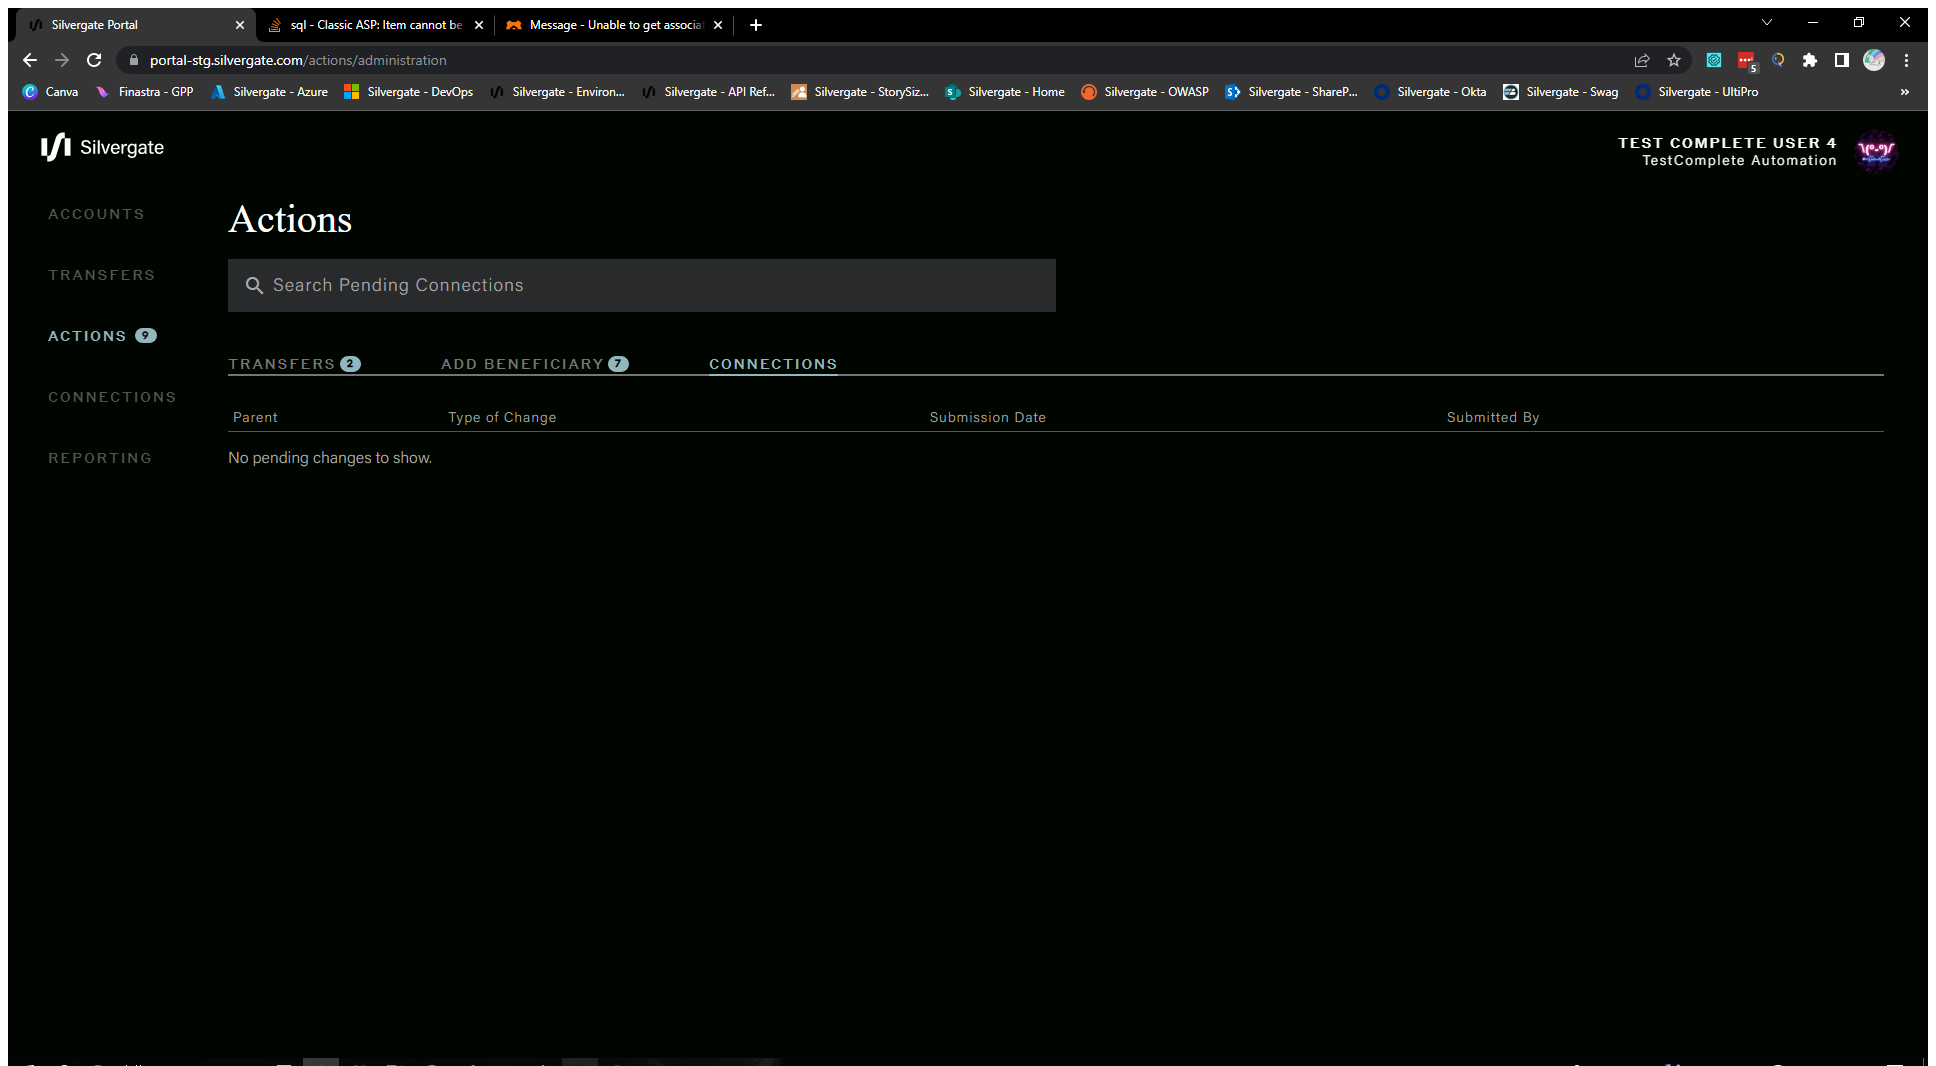 Silvergate Portal
sql - Classic ASP: Item cannot be
Message - Unable to get associa
portal-stg.silvergate.com/actions/administration
5
Canva
Finastra - GPP
Silvergate - Azure
Silvergate - DevOps
Silvergate - Environ...
Silvergate - API Ref...
Silvergate - StorySiz...
Silvergate - Home
Silvergate - OWASP
Silvergate - ShareP...
Silvergate - Okta
Silvergate - Swag
Silvergate - UltiPro
»
Silvergate
TEST COMPLETE USER 4
TestComplete Automation
ACCOUNTS
TRANSFERS
ACTIONS 9
CONNECTIONS
REPORTING
Actions
Search Pending Connections
TRANSFERS 2
ADD BENEFICIARY 7
CONNECTIONS
Parent
Type of Change
Submission Date
Submitted By
No pending changes to show.